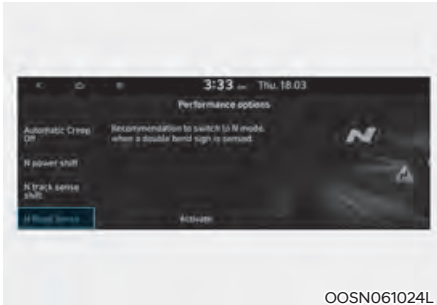 3:33 Thu. 18.03
Performance options
Automatic Creep Off
Recommendation to switch to N mode,
when a double bend sign is sensed.
N power shift
N track sense
shift
N Road Sense
Activate
OOSN061024L